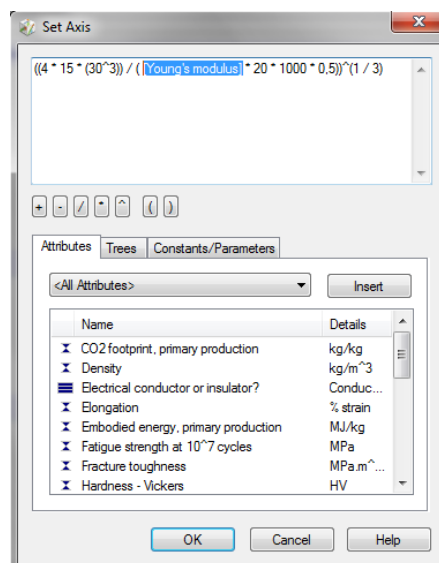 Set Axis
((4 * 15 * (30^3)) / ( [Young's modulus] * 20 * 1000 * 0,5))^(1 / 3)
+ - / * ^ ( )
Attributes Trees Constants/Parameters
<All Attributes> Insert
Name Details
CO2 footprint, primary production kg/kg
Density kg/m^3
Electrical conductor or insulator? Conduc...
Elongation % strain
Embodied energy, primary production MJ/kg
Fatigue strength at 10^7 cycles MPa
Fracture toughness MPa.m^...
Hardness - Vickers HV
OK Cancel Help